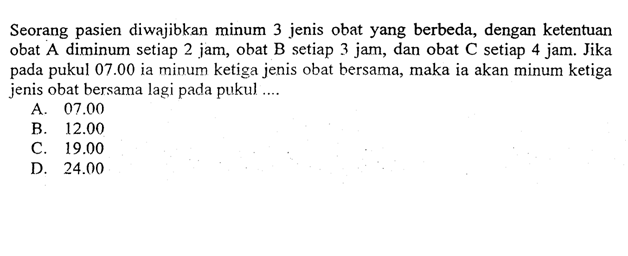 Seorang pasien diwajibkan minum 3 jenis obat yang berbeda, dengan ketentuan
obat A diminum setiap 2 jam, obat B setiap 3 jam, dan obat C setiap 4 jam. Jika
pada pukul 07.00 ia minum ketiga jenis obat bersama, maka ia akan minum ketiga
jenis obat bersama lagi pada pukul ....
A. 07.00
B. 12.00
C. 19.00
D. 24.00